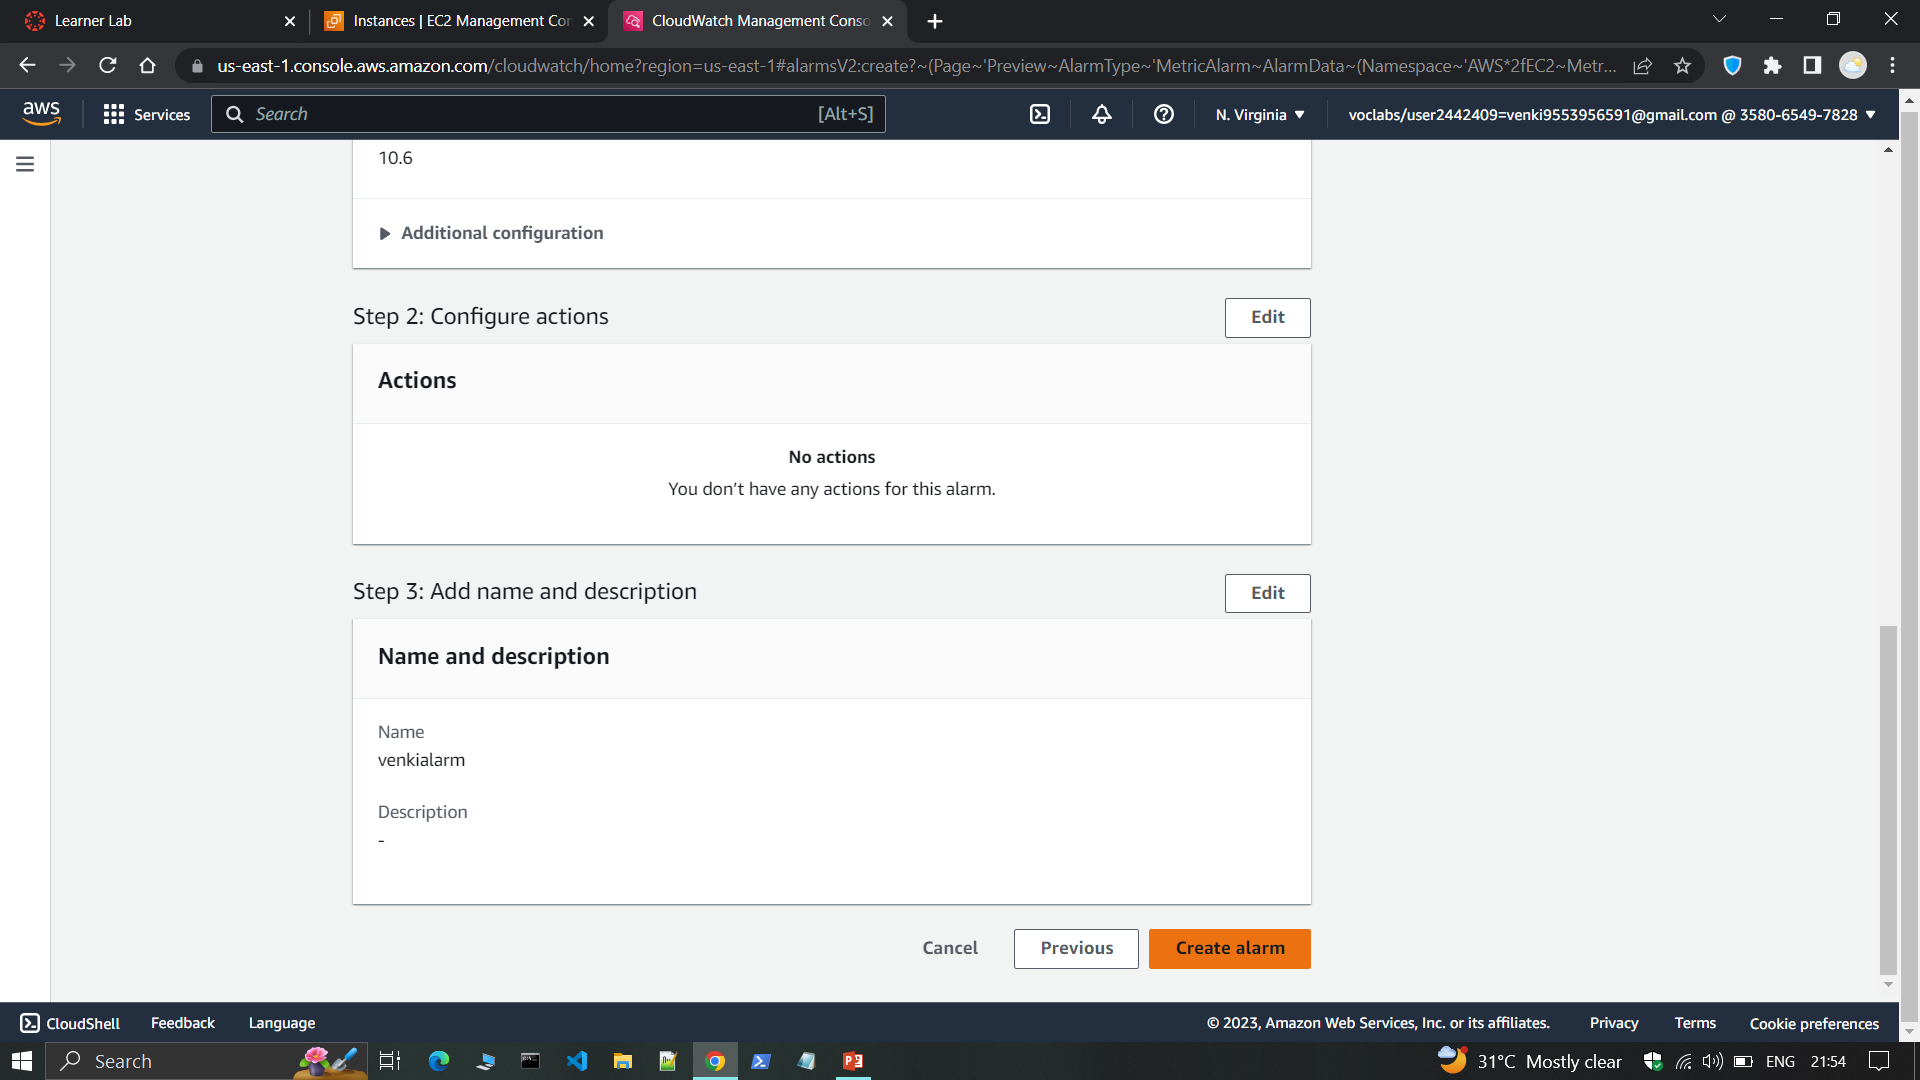 Learner Lab
Instances | EC2 Management Con
CloudWatch Management Conso
us-east-1.console.aws.amazon.com/cloudwatch/home?region=us-east-1#alarmsV2:create?~(Page~'Preview~AlarmType~'MetricAlarm~AlarmData~(Namespace~'AWS*2fEC2~Metr...
aws
Services
Search
[Alt+S]
N. Virginia
voclabs/user2442409=venki9553956591@gmail.com @ 3580-6549-7828
10.6
Additional configuration
Step 2: Configure actions
Edit
Actions
No actions
You don’t have any actions for this alarm.
Step 3: Add name and description
Edit
Name and description
Name
venkialarm
Description
-
Cancel
Previous
Create alarm
CloudShell
Feedback
Language
© 2023, Amazon Web Services, Inc. or its affiliates.
Privacy
Terms
Cookie preferences
Search
31°C Mostly clear
ENG
21:54